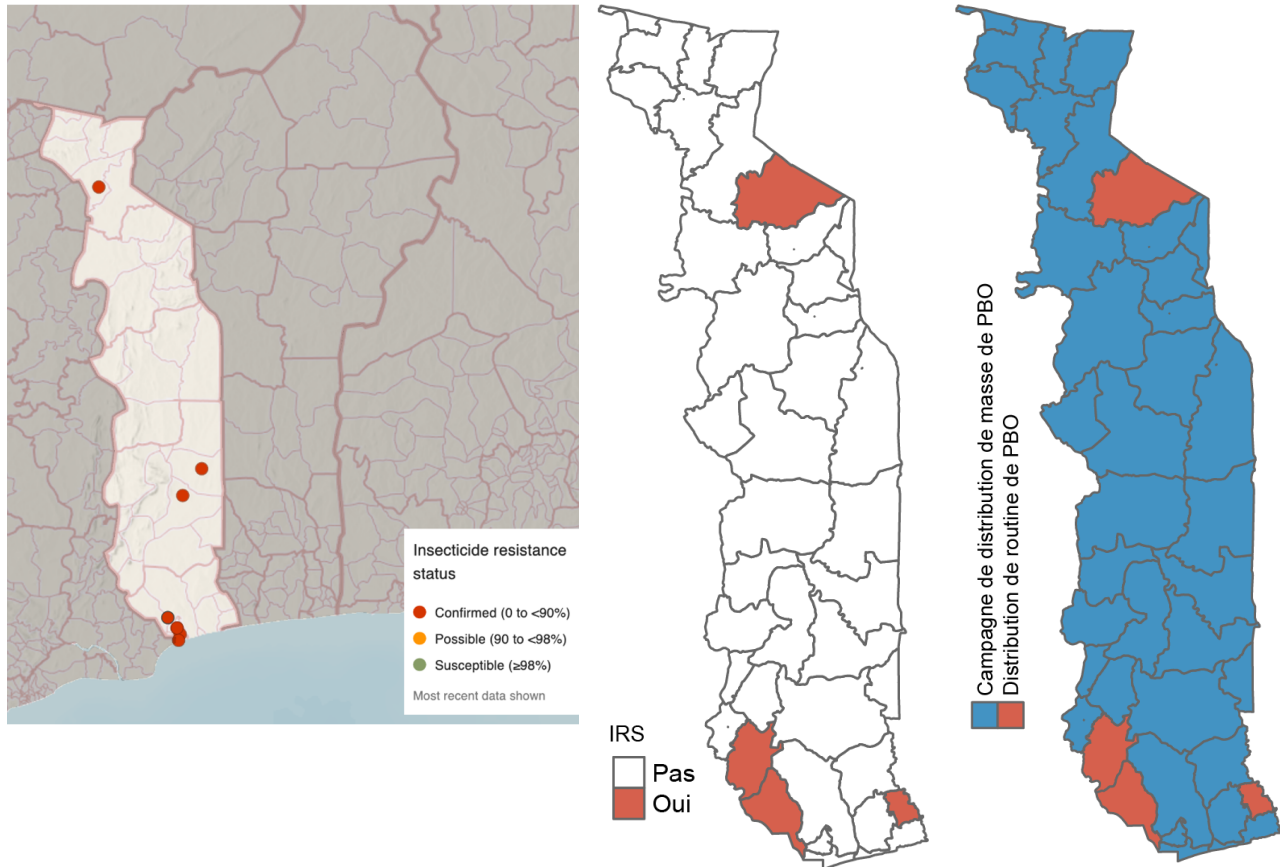 Insecticide resistance
status
Confirmed (0 to <90%)
Possible (90 to <98%)
Susceptible (≥98%)
Most recent data shown
IRS
Pas
Oui
Campagne de distribution de masse de PBO
Distribution de routine de PBO